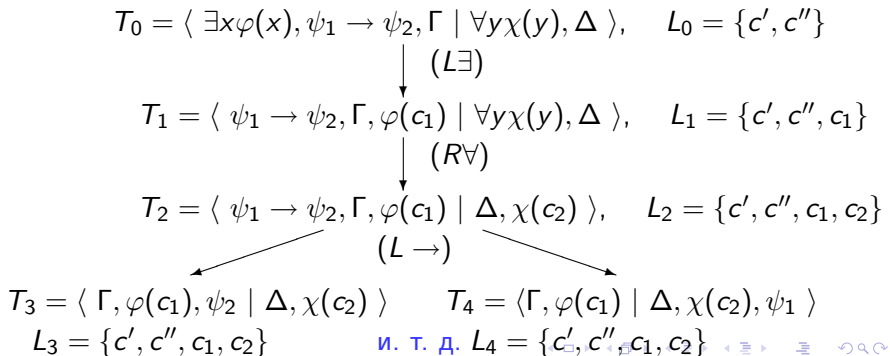 T₀ = ⟨ ∃xφ(x), ψ₁ → ψ₂, Γ | ∀yχ(y), Δ ⟩, L₀ = {c′, c″}
(L∃)
T₁ = ⟨ ψ₁ → ψ₂, Γ, φ(c₁) | ∀yχ(y), Δ ⟩, L₁ = {c′, c″, c₁}
(R∀)
T₂ = ⟨ ψ₁ → ψ₂, Γ, φ(c₁) | Δ, χ(c₂) ⟩, L₂ = {c′, c″, c₁, c₂}
(L →)
T₃ = ⟨ Γ, φ(c₁), ψ₂ | Δ, χ(c₂) ⟩ T₄ = ⟨Γ, φ(c₁) | Δ, χ(c₂), ψ₁ ⟩
L₃ = {c′, c″, c₁, c₂} и. т. д. L₄ = {c′, c″, c₁, c₂}